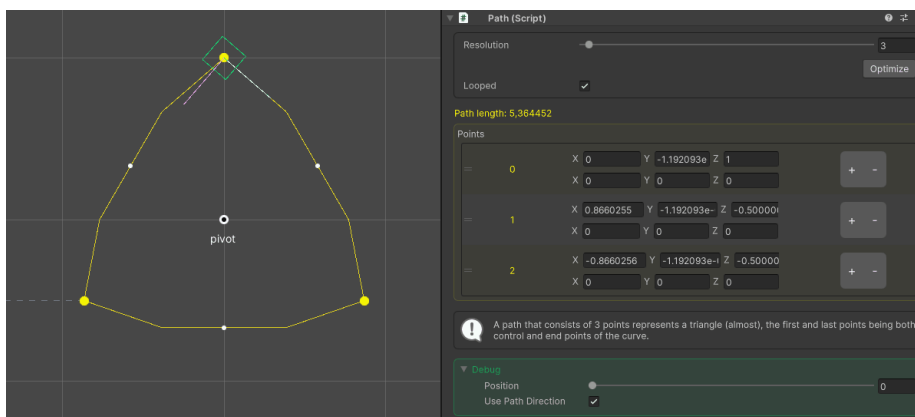 Path (Script)
Resolution 3
Optimize
Looped
Path length: 5,364452
Points
X 0 Y -1.192093e Z 1
0 + -
X 0 Y 0 Z 0
X 0.8660255 Y -1.192093e- Z -0.50000
1 + -
X 0 Y 0 Z 0
X -0.8660256 Y -1.192093e- Z -0.50000
2 + -
X 0 Y 0 Z 0
A path that consists of 3 points represents a triangle (almost), the first and last points being both
control and end points of the curve.
Debug
Position 0
Use Path Direction
pivot